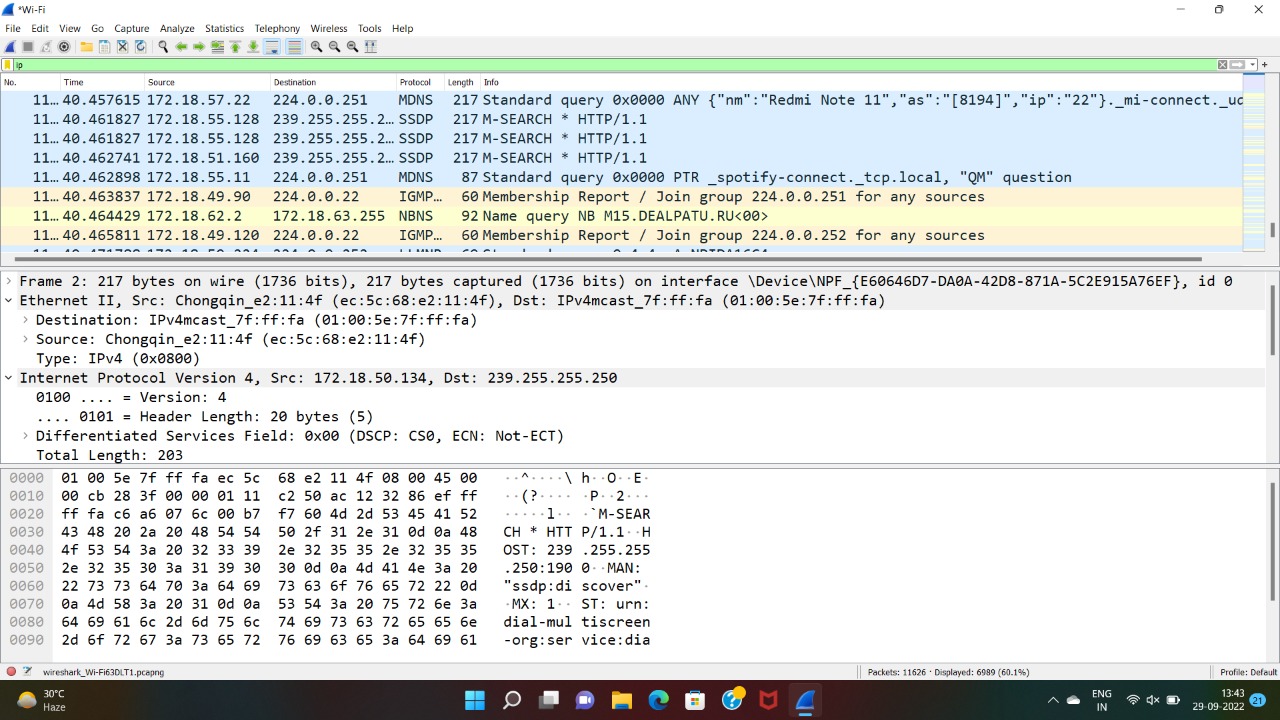 *Wi-Fi
File Edit View Go Capture Analyze Statistics Telephony Wireless Tools Help
ip
No. Time Source Destination Protocol Length Info
11… 40.457615 172.18.57.22 224.0.0.251 MDNS 217 Standard query 0x0000 ANY {"nm":"Redmi Note 11","as":"[8194]","ip":"22"}._mi-connect._ud
11… 40.461827 172.18.55.128 239.255.255.2… SSDP 217 M-SEARCH * HTTP/1.1
11… 40.461827 172.18.55.128 239.255.255.2… SSDP 217 M-SEARCH * HTTP/1.1
11… 40.462741 172.18.51.160 239.255.255.2… SSDP 217 M-SEARCH * HTTP/1.1
11… 40.462898 172.18.55.11 224.0.0.251 MDNS 87 Standard query 0x0000 PTR _spotify-connect._tcp.local, "QM" question
11… 40.463837 172.18.49.90 224.0.0.22 IGMP… 60 Membership Report / Join group 224.0.0.251 for any sources
11… 40.464429 172.18.62.2 172.18.63.255 NBNS 92 Name query NB M15.DEALPATU.RU<00>
11… 40.465811 172.18.49.120 224.0.0.22 IGMP… 60 Membership Report / Join group 224.0.0.252 for any sources
Frame 2: 217 bytes on wire (1736 bits), 217 bytes captured (1736 bits) on interface \Device\NPF_{E60646D7-DA0A-42D8-871A-5C2E915A76EF}, id 0
Ethernet II, Src: Chongqin_e2:11:4f (ec:5c:68:e2:11:4f), Dst: IPv4mcast_7f:ff:fa (01:00:5e:7f:ff:fa)
Destination: IPv4mcast_7f:ff:fa (01:00:5e:7f:ff:fa)
Source: Chongqin_e2:11:4f (ec:5c:68:e2:11:4f)
Type: IPv4 (0x0800)
Internet Protocol Version 4, Src: 172.18.50.134, Dst: 239.255.255.250
0100 .... = Version: 4
.... 0101 = Header Length: 20 bytes (5)
Differentiated Services Field: 0x00 (DSCP: CS0, ECN: Not-ECT)
Total Length: 203
0000 01 00 5e 7f ff fa ec 5c 68 e2 11 4f 08 00 45 00 ··^····\ h··O··E·
0010 00 cb 28 3f 00 00 01 11 c2 50 ac 12 32 86 ef ff ··(?···· ·P··2···
0020 ff fa c6 a6 07 6c 00 b7 f7 60 4d 2d 53 45 41 52 ·····l·· ·`M-SEAR
0030 43 48 20 2a 20 48 54 54 50 2f 31 2e 31 0d 0a 48 CH * HTT P/1.1··H
0040 4f 53 54 3a 20 32 33 39 2e 32 35 35 2e 32 35 35 OST: 239 .255.255
0050 2e 32 35 30 3a 31 39 30 30 0d 0a 4d 41 4e 3a 20 .250:190 0··MAN:
0060 22 73 73 64 70 3a 64 69 73 63 6f 76 65 72 22 0d "ssdp:di scover"·
0070 0a 4d 58 3a 20 31 0d 0a 53 54 3a 20 75 72 6e 3a ·MX: 1·· ST: urn:
0080 64 69 61 6c 2d 6d 75 6c 74 69 73 63 72 65 65 6e dial-mul tiscreen
0090 2d 6f 72 67 3a 73 65 72 76 69 63 65 3a 64 69 61 -org:ser vice:dia
wireshark_Wi-Fi63DLT1.pcapng Packets: 11626 · Displayed: 6989 (60.1%) Profile: Default
30°C
Haze
ENG
IN
13:43
29-09-2022
21